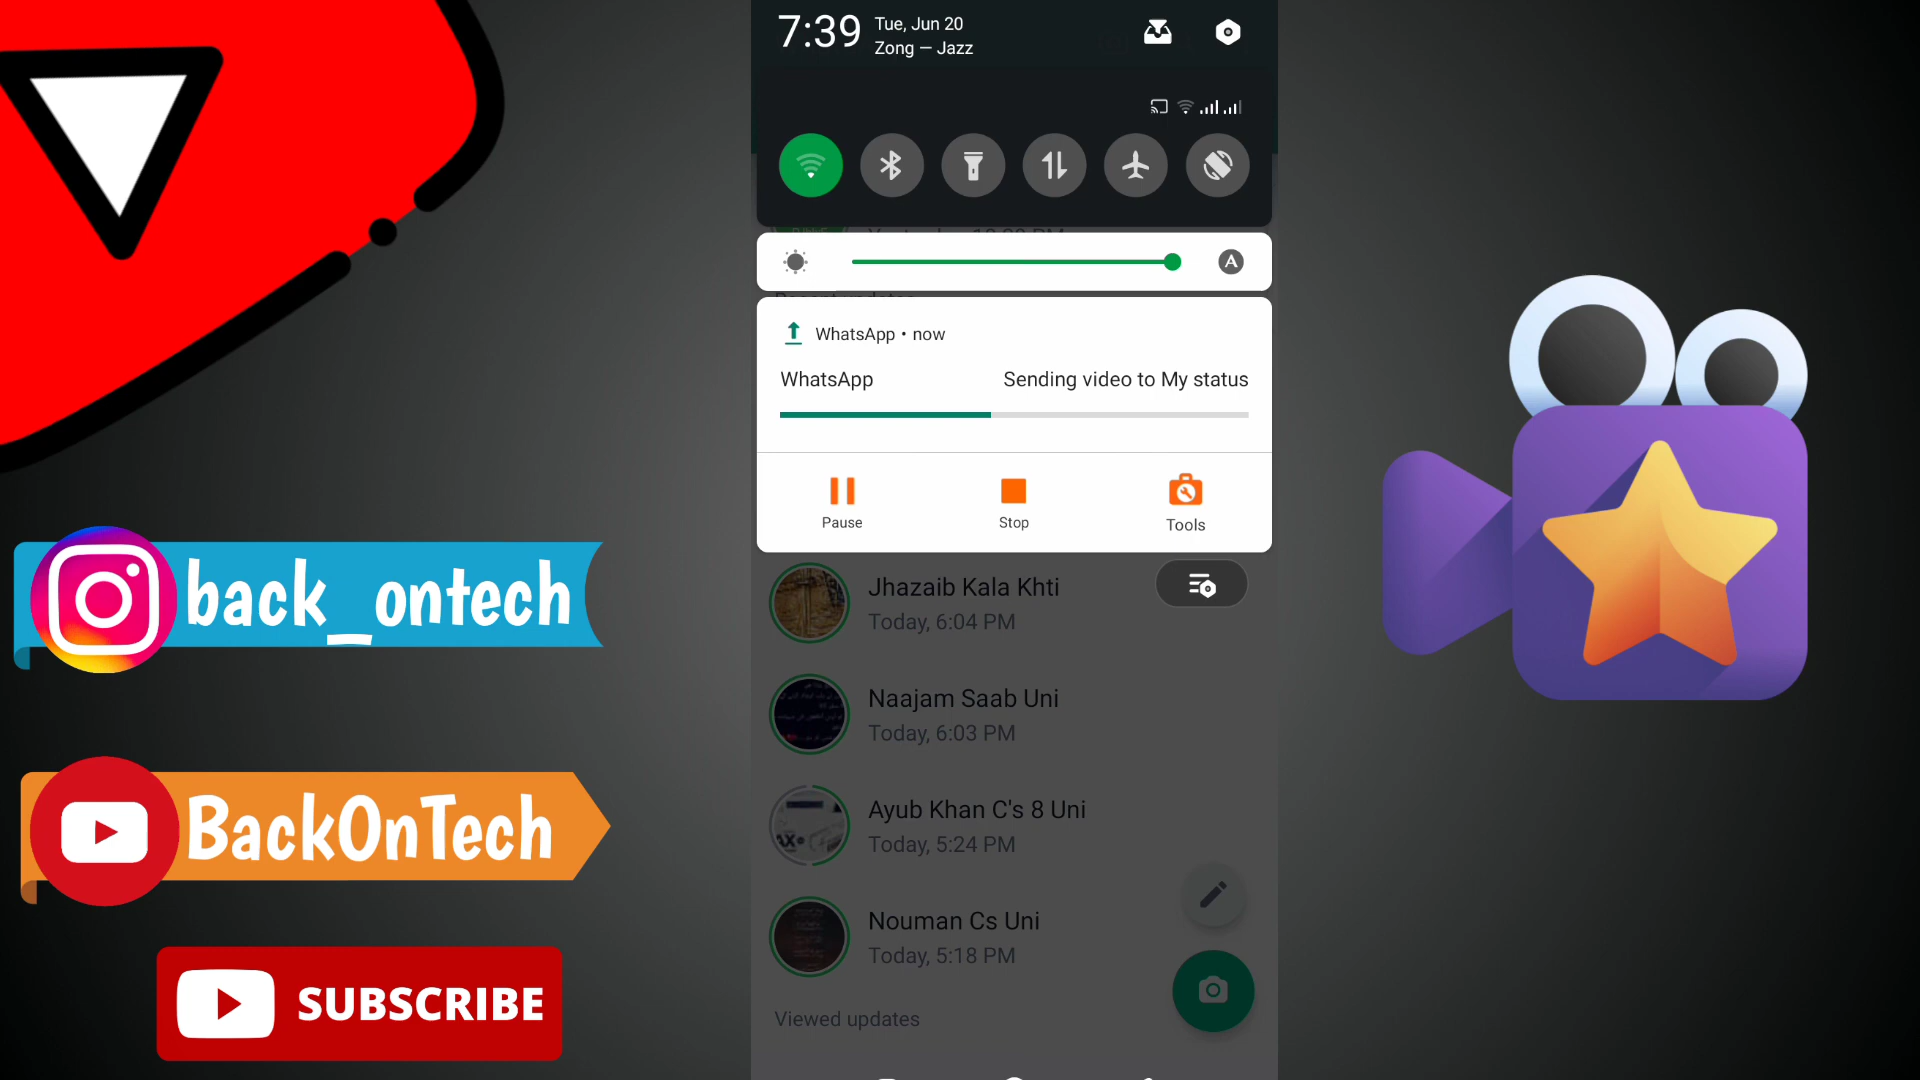 7:39
Tue, Jun 20
Zong — Jazz
A
WhatsApp • now
WhatsApp
Sending video to My status
Pause
Stop
Tools
Jhazaib Kala Khti
Today, 6:04 PM
Naajam Saab Uni
Today, 6:03 PM
Ayub Khan C's 8 Uni
Today, 5:24 PM
Nouman Cs Uni
Today, 5:18 PM
Viewed updates
back_ontech
BackOnTech
SUBSCRIBE